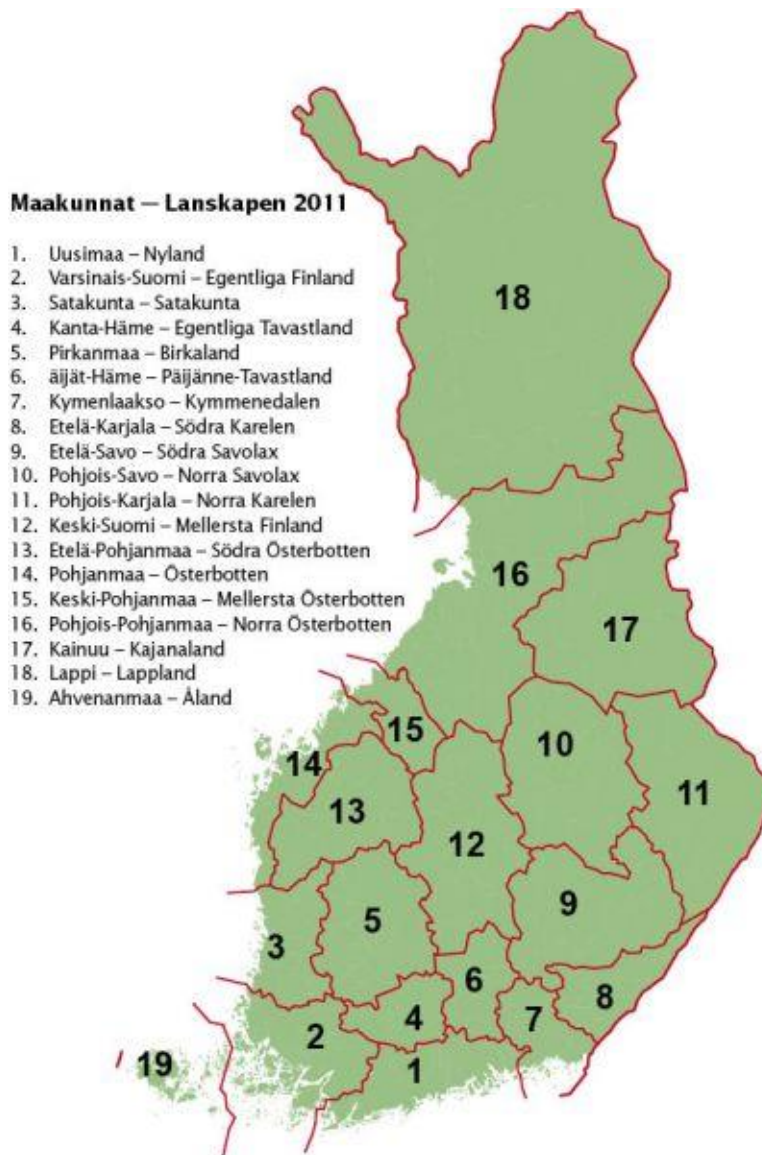 Maakunnat — Lanskapen 2011
1. Uusimaa – Nyland
2. Varsinais-Suomi – Egentliga Finland
3. Satakunta – Satakunta
4. Kanta-Häme – Egentliga Tavastland
5. Pirkanmaa – Birkaland
6. äijät-Häme – Päijänne-Tavastland
7. Kymenlaakso – Kymmenedalen
8. Etelä-Karjala – Södra Karelen
9. Etelä-Savo – Södra Savolax
10. Pohjois-Savo – Norra Savolax
11. Pohjois-Karjala – Norra Karelen
12. Keski-Suomi – Mellersta Finland
13. Etelä-Pohjanmaa – Södra Österbotten
14. Pohjanmaa – Österbotten
15. Keski-Pohjanmaa – Mellersta Österbotten
16. Pohjois-Pohjanmaa – Norra Österbotten
17. Kainuu – Kajanaland
18. Lappi – Lappland
19. Ahvenanmaa – Åland
18
16
17
15
10
14
11
13
12
9
5
3
6
8
7
4
2
19
1